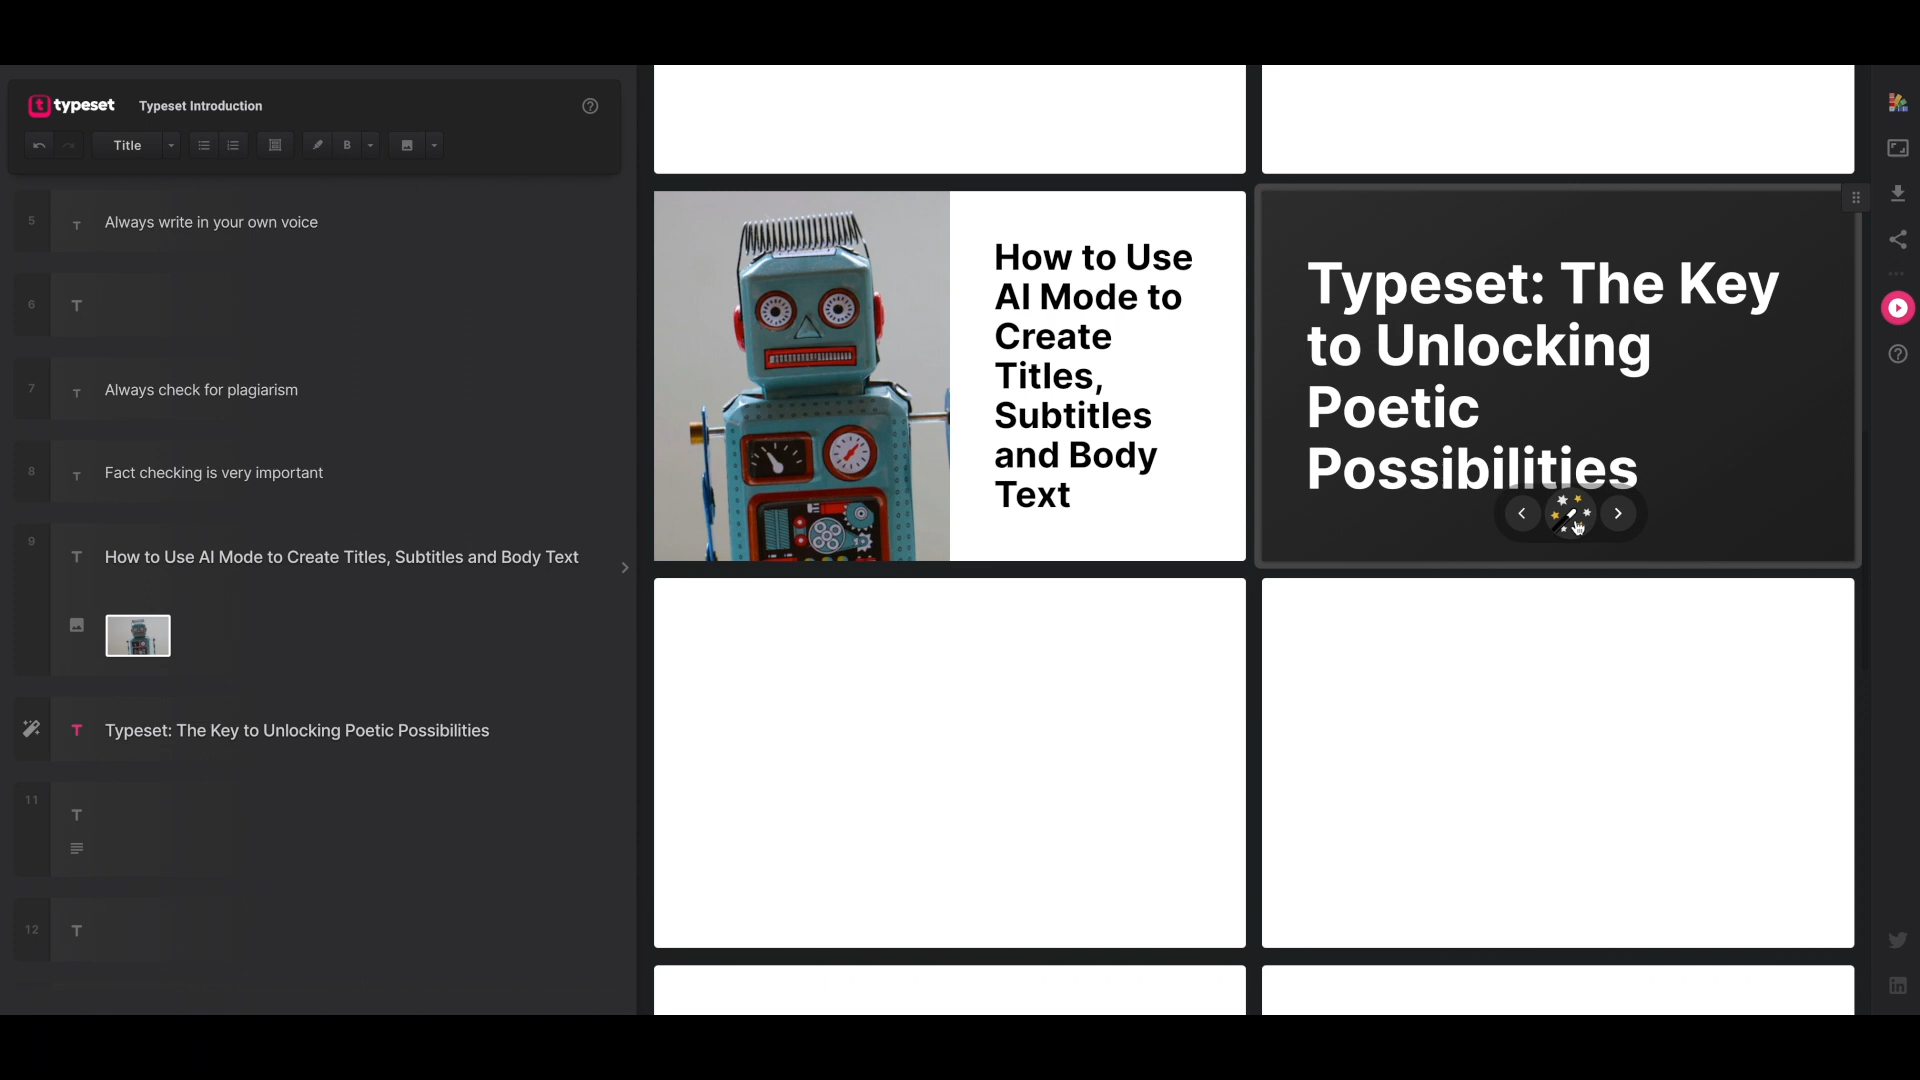 typeset
Typeset Introduction
Title
B
5
T
Always write in your own voice
6
T
7
T
Always check for plagiarism
8
T
Fact checking is very important
9
T
How to Use AI Mode to Create Titles, Subtitles and Body Text
T
Typeset: The Key to Unlocking Poetic Possibilities
11
T
12
T
How to Use
AI Mode to
Create
Titles,
Subtitles
and Body
Text
Typeset: The Key
to Unlocking
Poetic
Possibilities
in